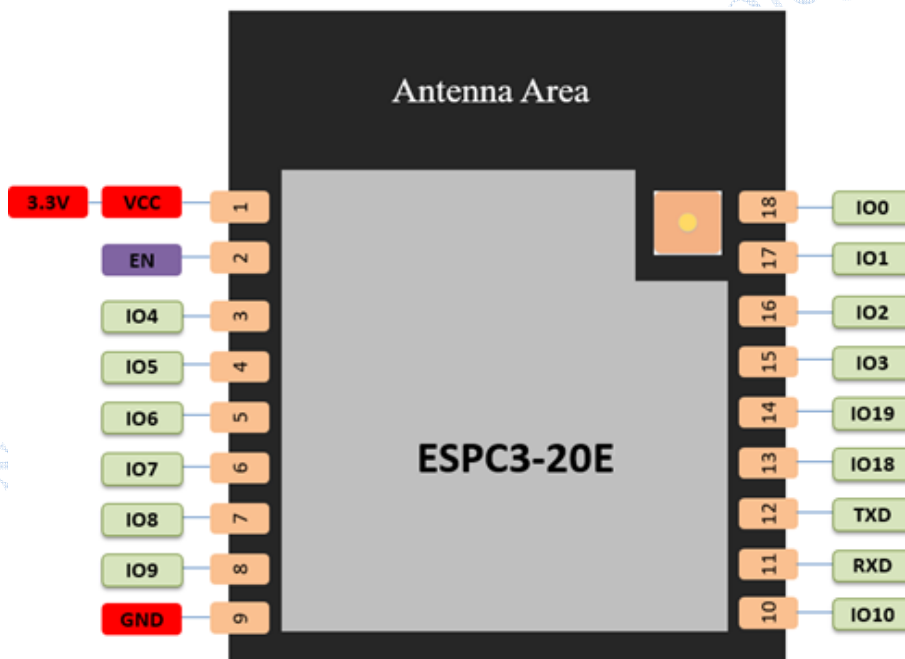 Antenna Area
3.3V VCC 1 18 IO0
EN 2 17 IO1
IO4 3 16 IO2
IO5 4 15 IO3
IO6 5 14 IO19
IO7 6 13 IO18
ESPC3-20E
IO8 7 12 TXD
IO9 8 11 RXD
GND 9 10 IO10